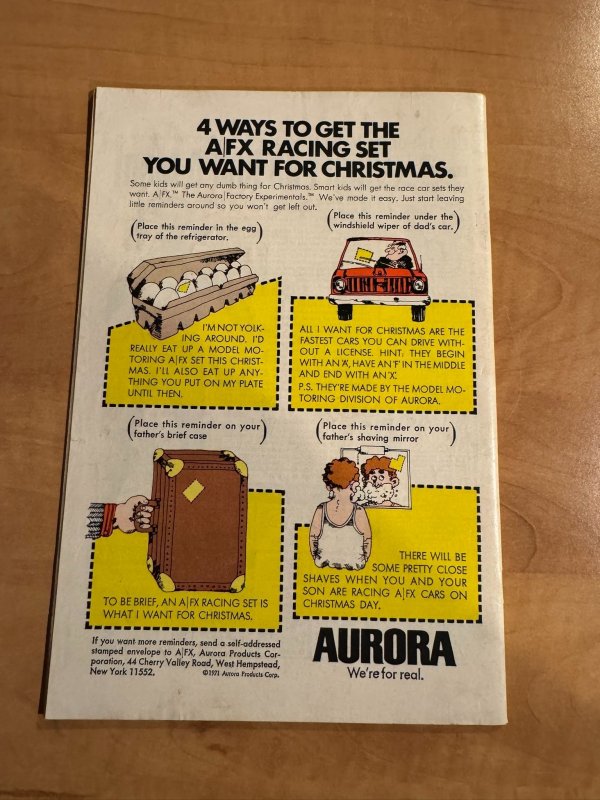 4 WAYS TO GET THE
A|FX RACING SET
YOU WANT FOR CHRISTMAS.
Some kids will get any dumb thing for Christmas. Smart kids will get the race car sets they
want. A|FX.™ The Aurora|Factory Experimentals.™ We've made it easy. Just start leaving
little reminders around so you won't get left out.
(Place this reminder in the egg
tray of the refrigerator.)
I'M NOT YOLK-
ING AROUND. I'D
REALLY EAT UP A MODEL MO-
TORING A|FX SET THIS CHRIST-
MAS. I'LL ALSO EAT UP ANY-
THING YOU PUT ON MY PLATE
UNTIL THEN.
(Place this reminder under the
windshield wiper of dad's car.)
ALL I WANT FOR CHRISTMAS ARE THE
FASTEST CARS YOU CAN DRIVE WITH-
OUT A LICENSE. HINT, THEY BEGIN
WITH AN 'A', HAVE AN 'F' IN THE MIDDLE
AND END WITH AN 'X'.
P.S. THEY'RE MADE BY THE MODEL MO-
TORING DIVISION OF AURORA.
(Place this reminder on your
father's brief case)
TO BE BRIEF, AN A|FX RACING SET IS
WHAT I WANT FOR CHRISTMAS.
(Place this reminder on your
father's shaving mirror)
THERE WILL BE
SOME PRETTY CLOSE
SHAVES WHEN YOU AND YOUR
SON ARE RACING A|FX CARS ON
CHRISTMAS DAY.
If you want more reminders, send a self-addressed
stamped envelope to A|FX, Aurora Products Cor-
poration, 44 Cherry Valley Road, West Hempstead,
New York 11552. ©1971 Aurora Products Corp.
AURORA
We're for real.